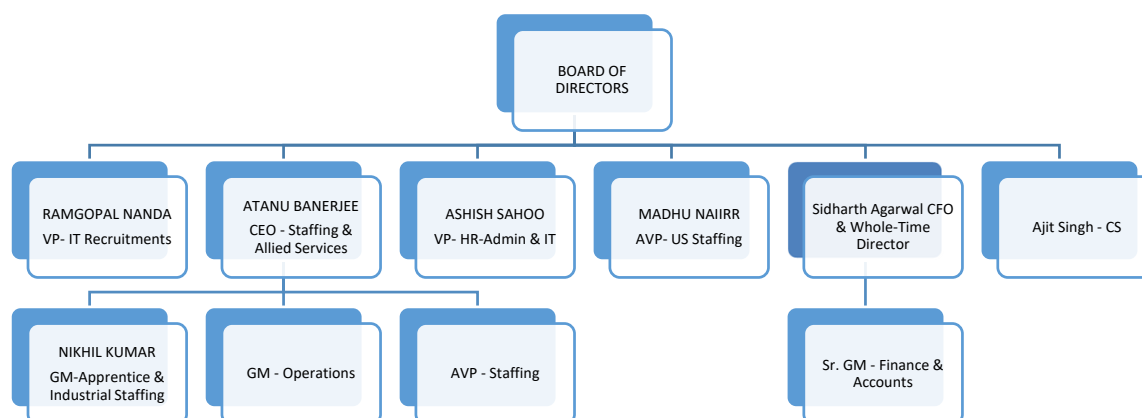 BOARD OF
DIRECTORS
RAMGOPAL NANDA
VP- IT Recruitments
ATANU BANERJEE
CEO - Staffing &
Allied Services
ASHISH SAHOO
VP- HR-Admin & IT
MADHU NAIIRR
AVP- US Staffing
Sidharth Agarwal CFO
& Whole-Time
Director
Ajit Singh - CS
NIKHIL KUMAR
GM-Apprentice &
Industrial Staffing
GM - Operations
AVP - Staffing
Sr. GM - Finance &
Accounts